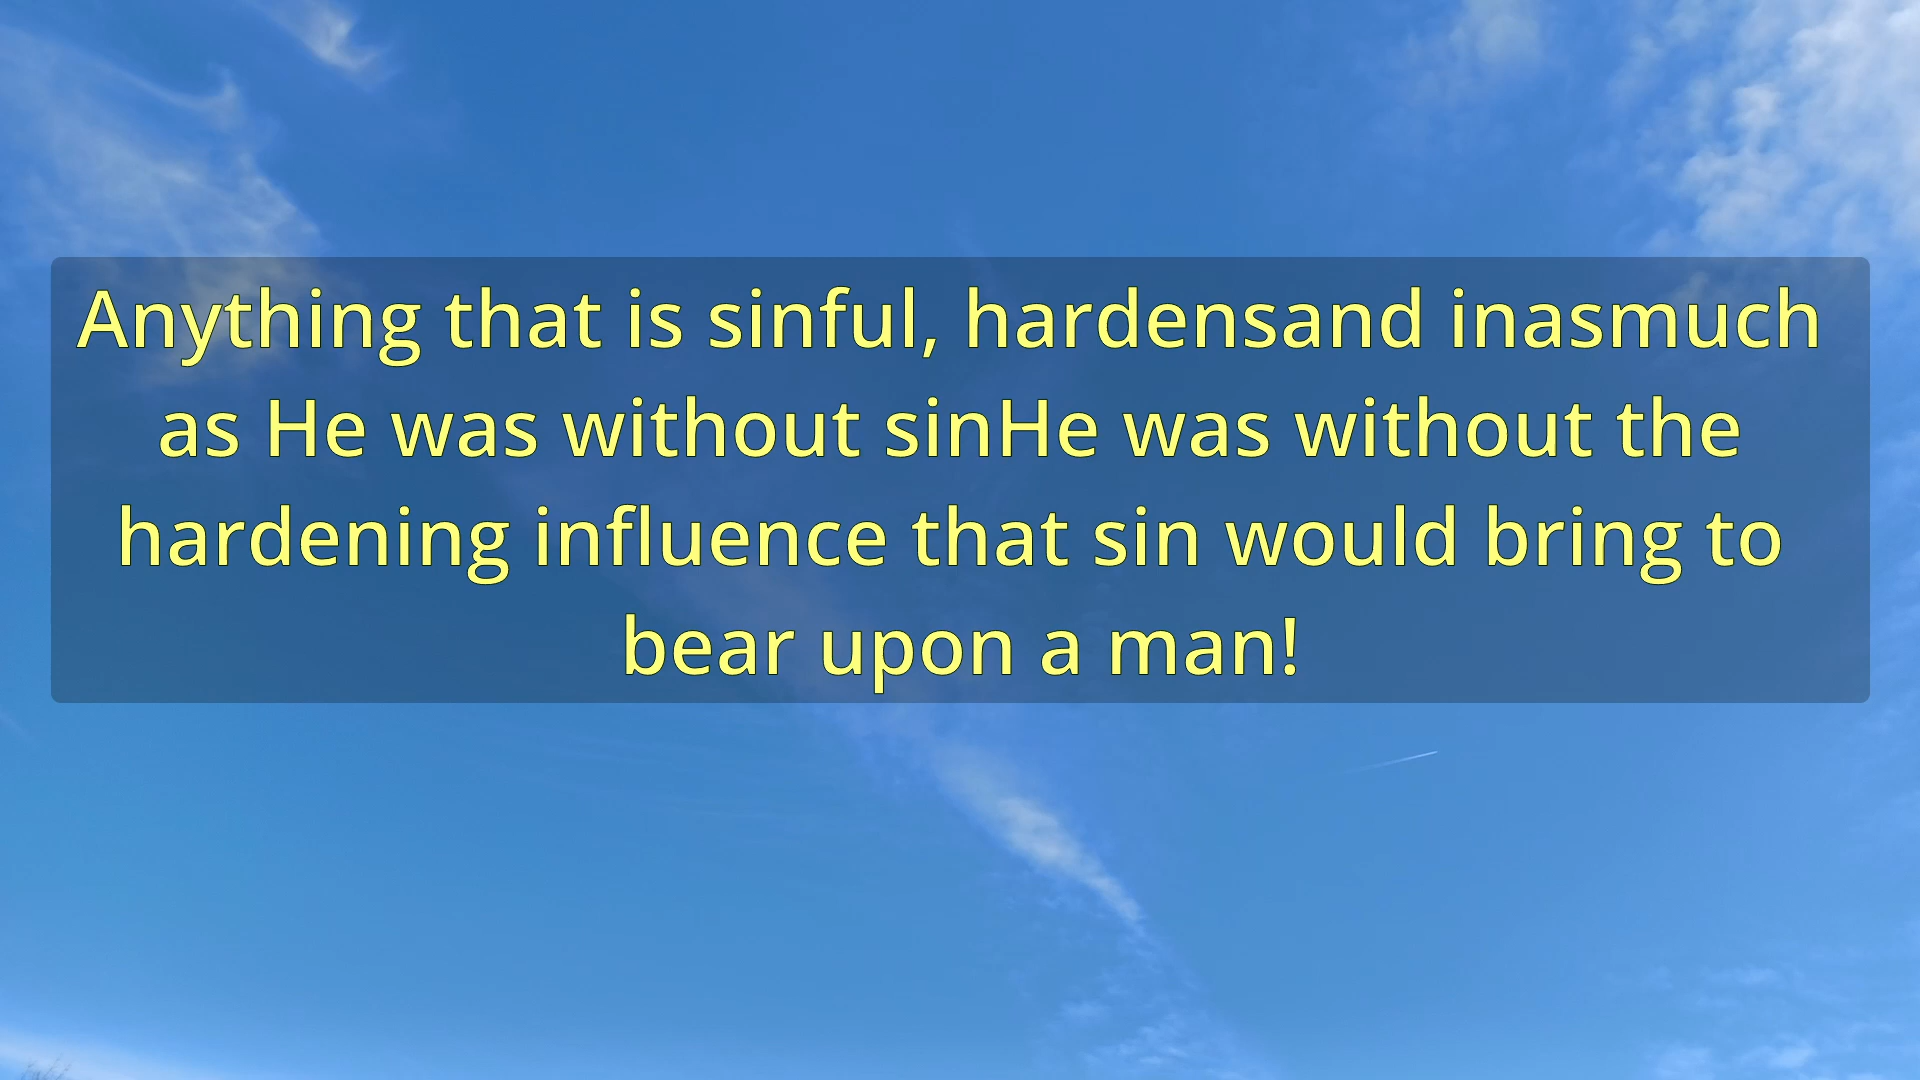 Anything that is sinful, hardensand inasmuch
as He was without sinHe was without the
hardening influence that sin would bring to
bear upon a man!